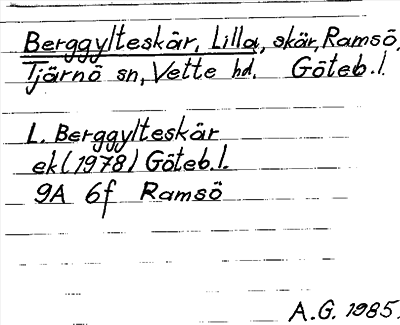 Berggylteskär, Lilla, skär, Ramsö,
Tjärnö sn, Vette hd. Göteb. l.
L. Berggylteskär
ek (1978) Göteb. l.
9A 6f Ramsö
A.G. 1985.